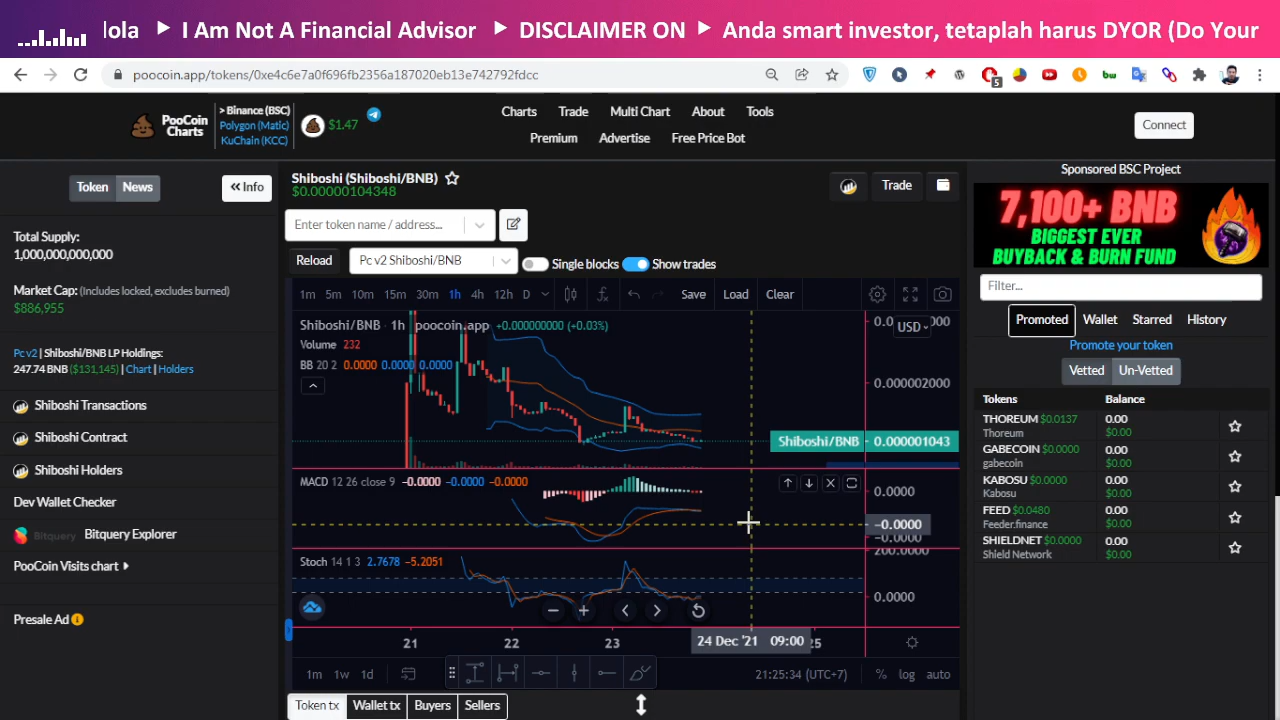 lola ▶ I Am Not A Financial Advisor ▶ DISCLAIMER ON ▶ Anda smart investor, tetaplah harus DYOR (Do Your
poocoin.app/tokens/0xe4c6e7a0f696fb2356a187020eb13e742792fdcc
5
bw
PooCoin Charts
> Binance (BSC)
Polygon (Matic)
KuChain (KCC)
$1.47
Charts Trade Multi Chart About Tools
Premium Advertise Free Price Bot
Connect
Token News
« Info
Total Supply:
1,000,000,000,000
Market Cap: (Includes locked, excludes burned)
$886,955
Pc v2 | Shiboshi/BNB LP Holdings:
247.74 BNB ($131,145) | Chart | Holders
Shiboshi Transactions
Shiboshi Contract
Shiboshi Holders
Dev Wallet Checker
Bitquery Bitquery Explorer
PooCoin Visits chart
Presale Ad
Shiboshi (Shiboshi/BNB)
$0.00000104348
Trade
Enter token name / address...
Reload
Pc v2 Shiboshi/BNB
Single blocks
Show trades
1m 5m 10m 15m 30m 1h 4h 12h D
Save Load Clear
Shiboshi/BNB · 1h poocoin.app +0.000000000 (+0.03%)
USD
Volume 232
BB 20 2 0.0000 0.0000 0.0000
0.000002000
Shiboshi/BNB 0.000001043
MACD 12 26 close 9 −0.0000 −0.0000 −0.0000
0.0000
−0.0000
−0.0000
200.0000
Stoch 14 1 3 2.7678 −5.2051
0.0000
21 22 23
24 Dec '21 09:00
25
1m 1w 1d
21:25:34 (UTC+7)
% log auto
Token tx Wallet tx Buyers Sellers
Sponsored BSC Project
7,100+ BNB
BIGGEST EVER
BUYBACK & BURN FUND
Filter...
Promoted Wallet Starred History
Promote your token
Vetted Un-Vetted
Tokens Balance
THOREUM $0.0137 0.00
Thoreum $0.00
GABECOIN $0.0000 0.00
gabecoin $0.00
KABOSU $0.0000 0.00
Kabosu $0.00
FEED $0.0480 0.00
Feeder.finance $0.00
SHIELDNET $0.0000 0.00
Shield Network $0.00